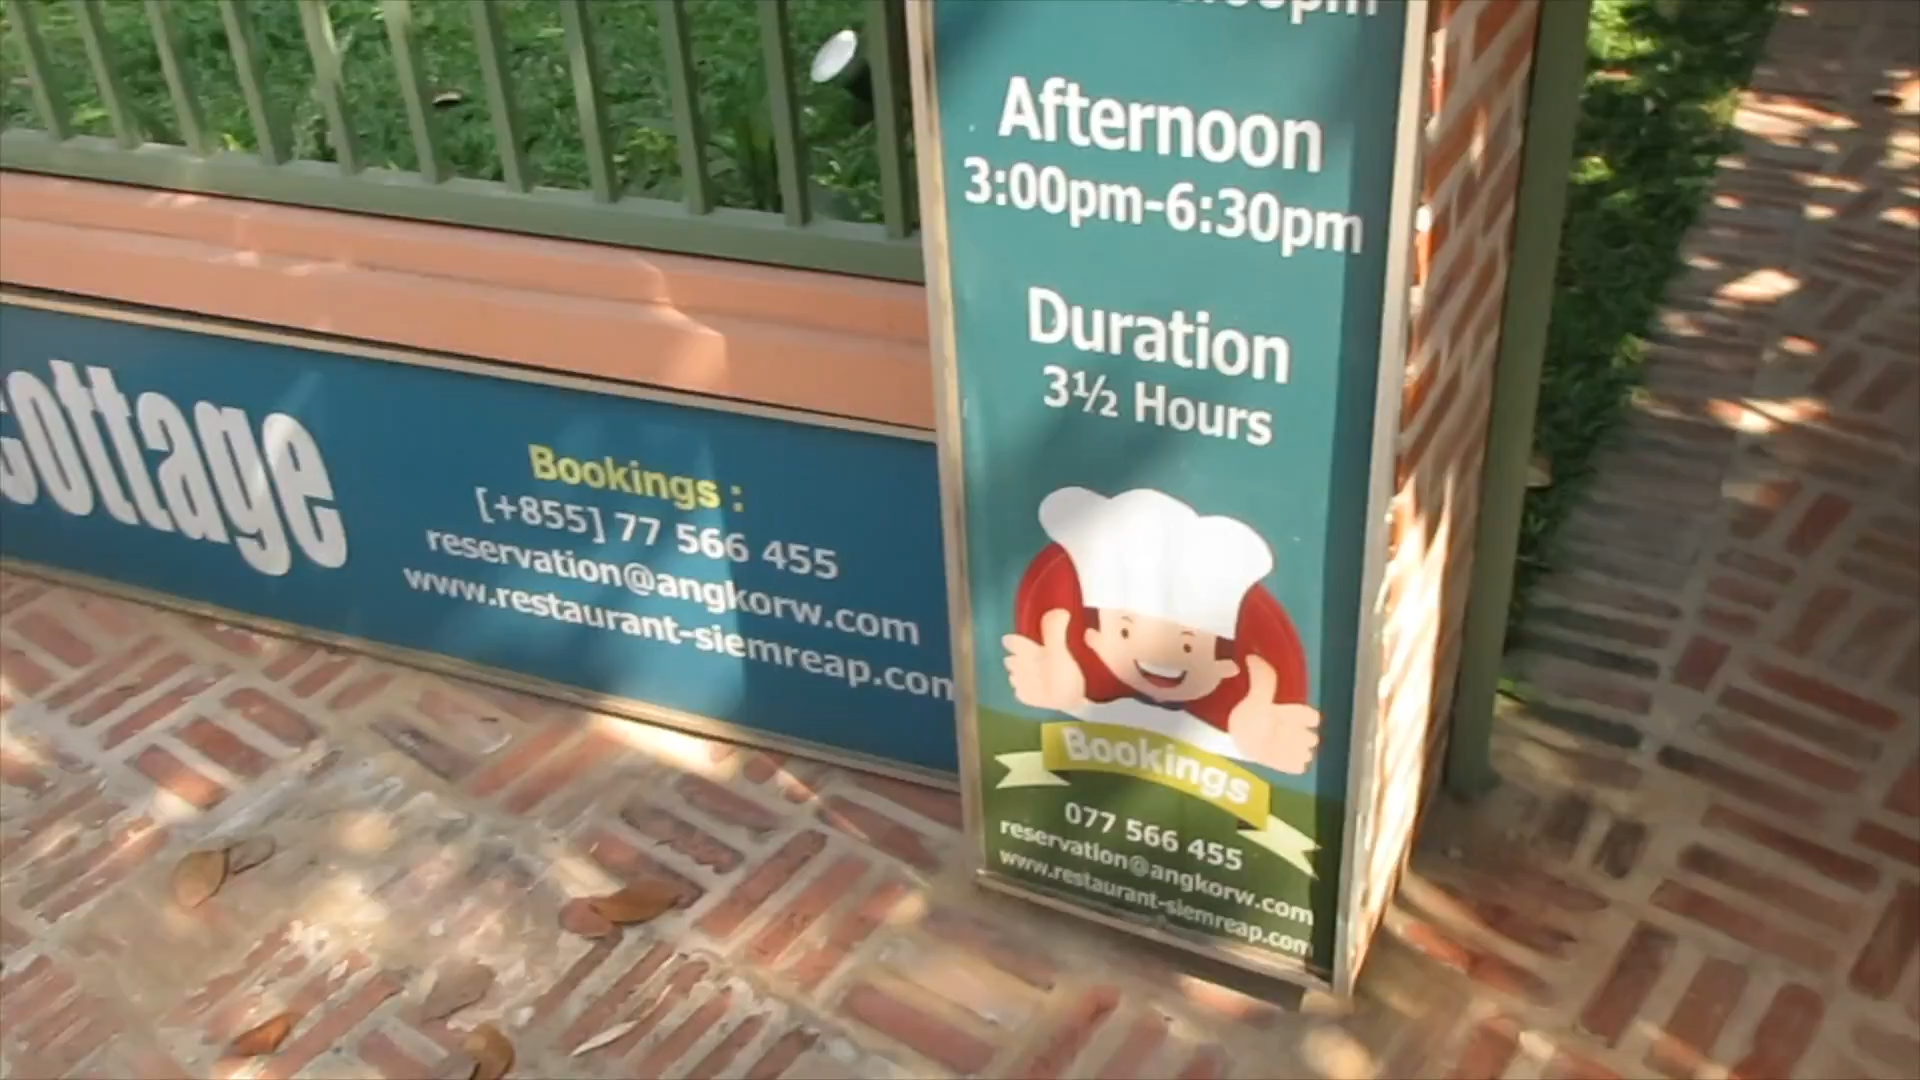 Cottage
Bookings :
[+855] 77 566 455
reservation@angkorw.com
www.restaurant-siemreap.com
Afternoon
3:00pm-6:30pm
Duration
3½ Hours
Bookings
077 566 455
reservation@angkorw.com
www.restaurant-siemreap.com